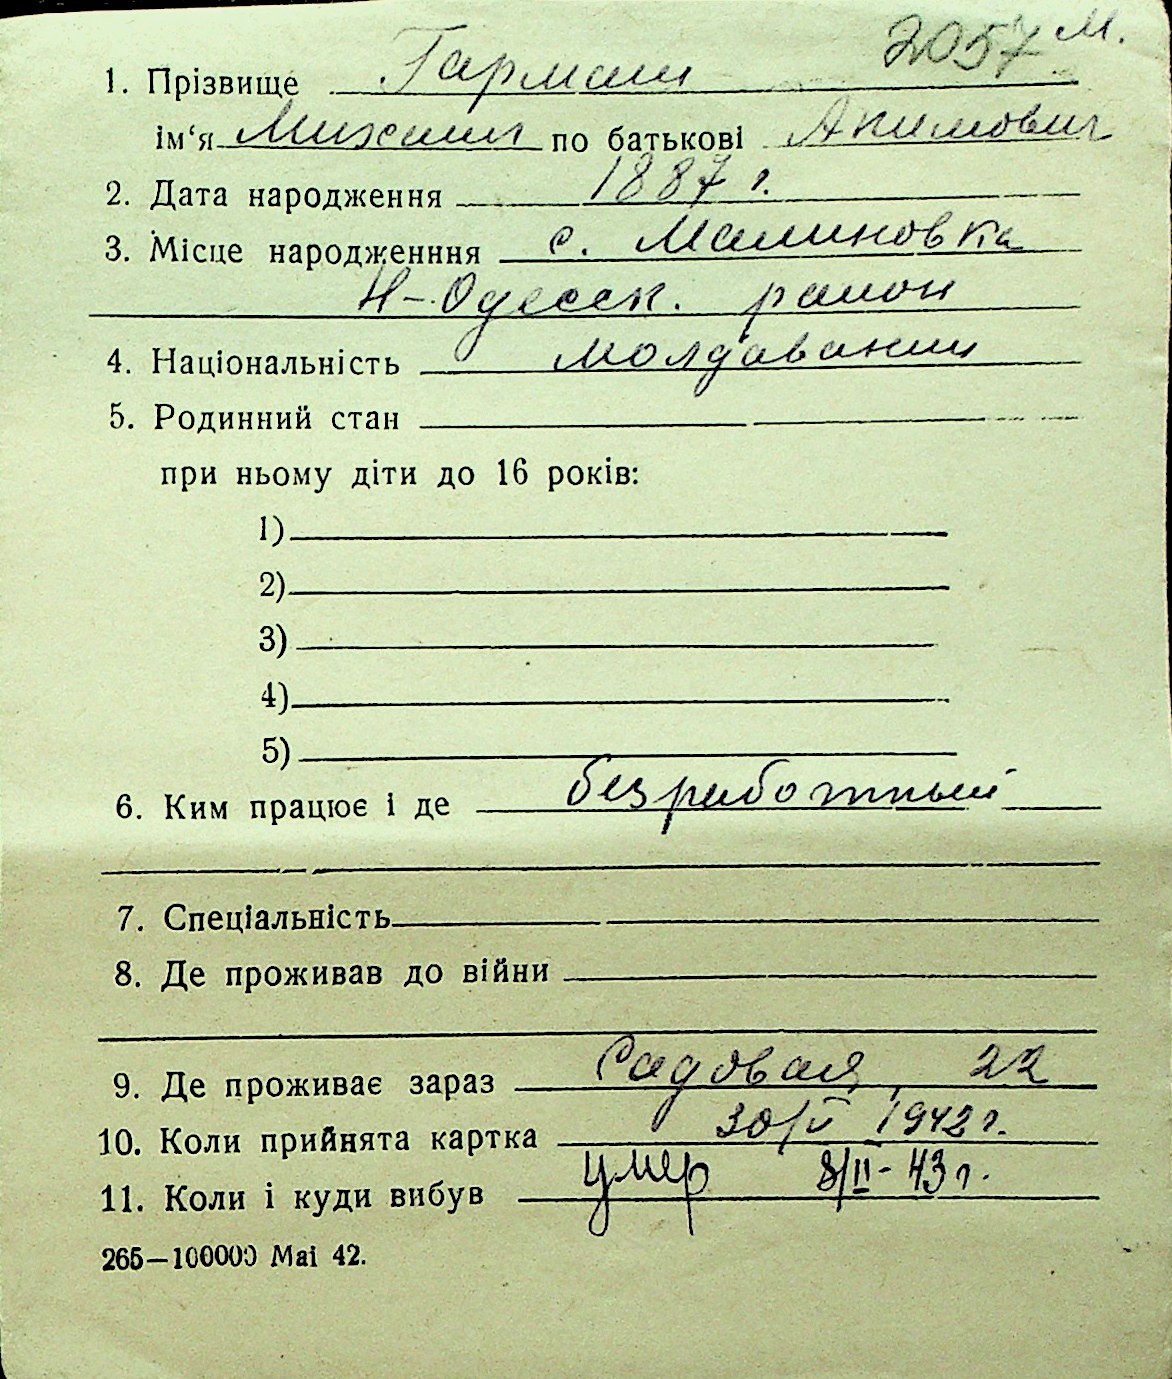 2057 м.
1. Прізвище Гармаш
ім‘я Михаил по батькові Акимович
2. Дата народження 1887 г.
3. Місце народженння с. Малиновка
Н-Одесск. район
4. Національність молдаванин
5. Родинний стан
при ньому діти до 16 років:
1)
2)
3)
4)
5)
6. Ким працює і де безработный
7. Спеціальність
8. Де проживав до війни
9. Де проживає зараз Садовая, 22
10. Коли прийнята картка 30/V 1942 г.
11. Коли і куди вибув умер 8/II-43 г.
265—100000 Маі 42.